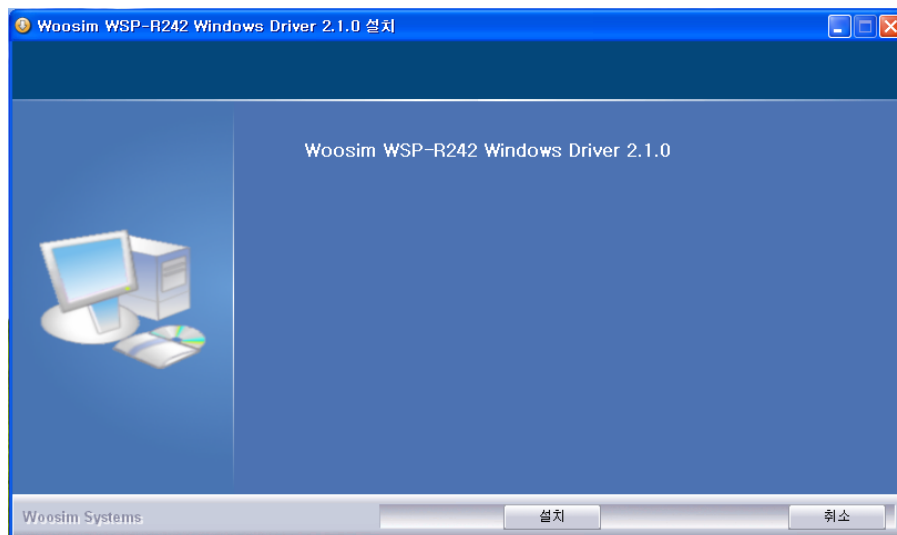 Woosim WSP-R242 Windows Driver 2.1.0 설치
Woosim WSP-R242 Windows Driver 2.1.0
Woosim Systems
설치
취소